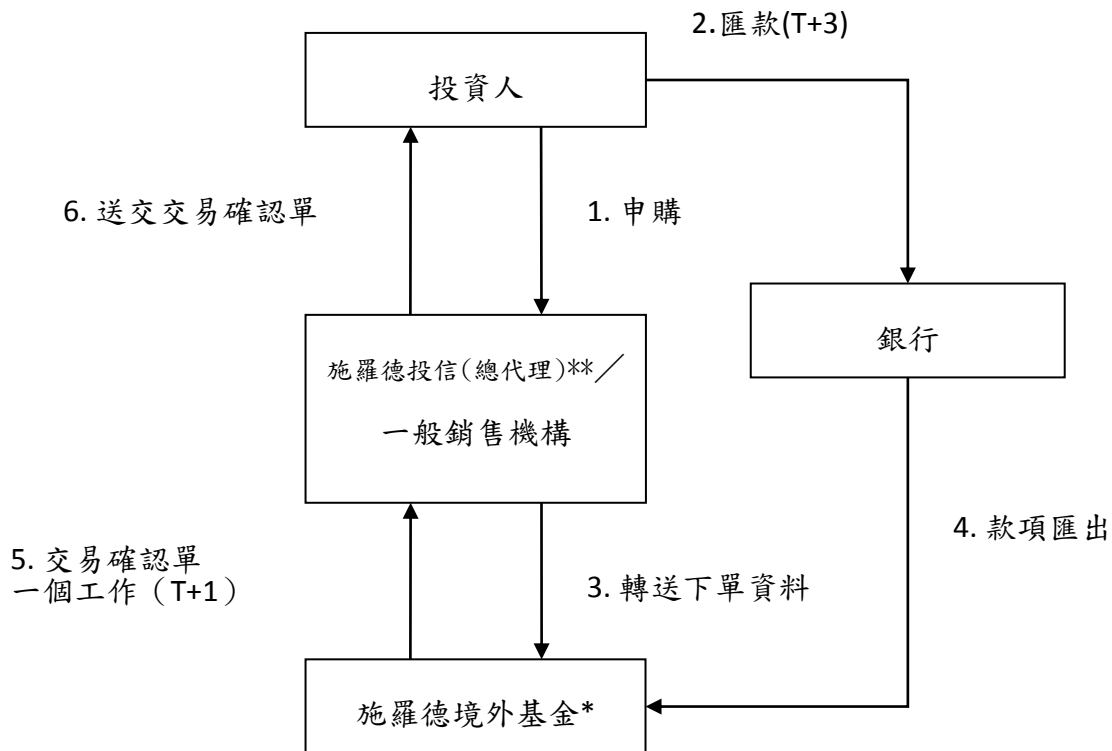 2.匯款(T+3)
投資人
6. 送交交易確認單
1. 申購
銀行
施羅德投信(總代理)**／
一般銷售機構
4. 款項匯出
5. 交易確認單
一個工作（T+1）
3. 轉送下單資料
施羅德境外基金*